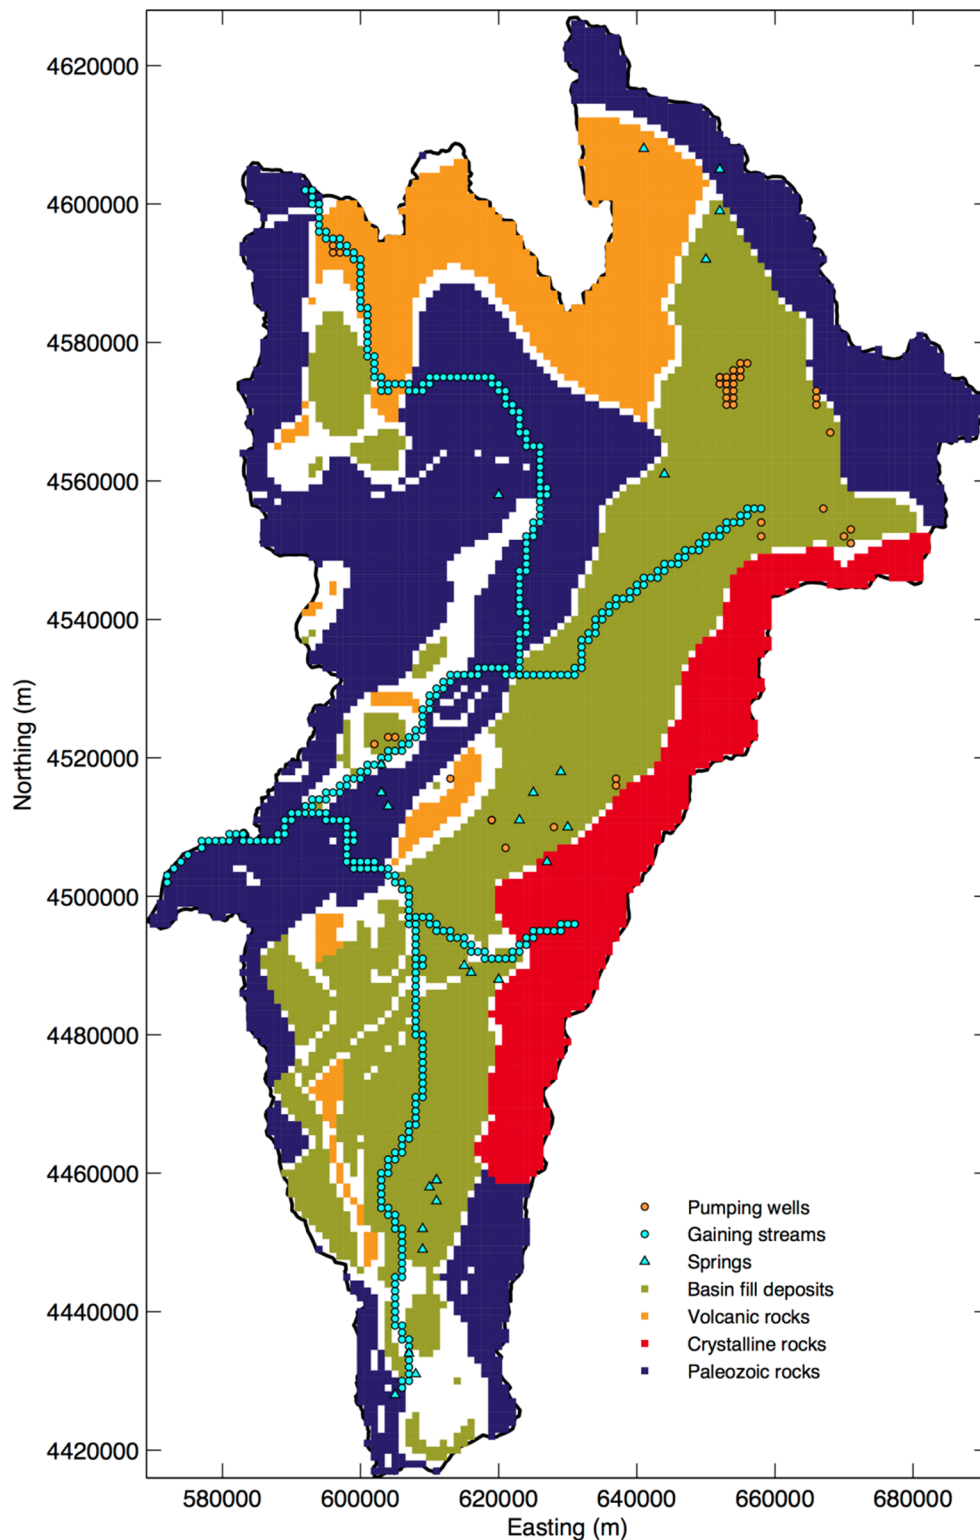 4620000
4600000
4580000
4560000
4540000
4520000
4500000
4480000
4460000
4440000
4420000
Northing (m)
Pumping wells
Gaining streams
Springs
Basin fill deposits
Volcanic rocks
Crystalline rocks
Paleozoic rocks
580000 600000 620000 640000 660000 680000
Easting (m)